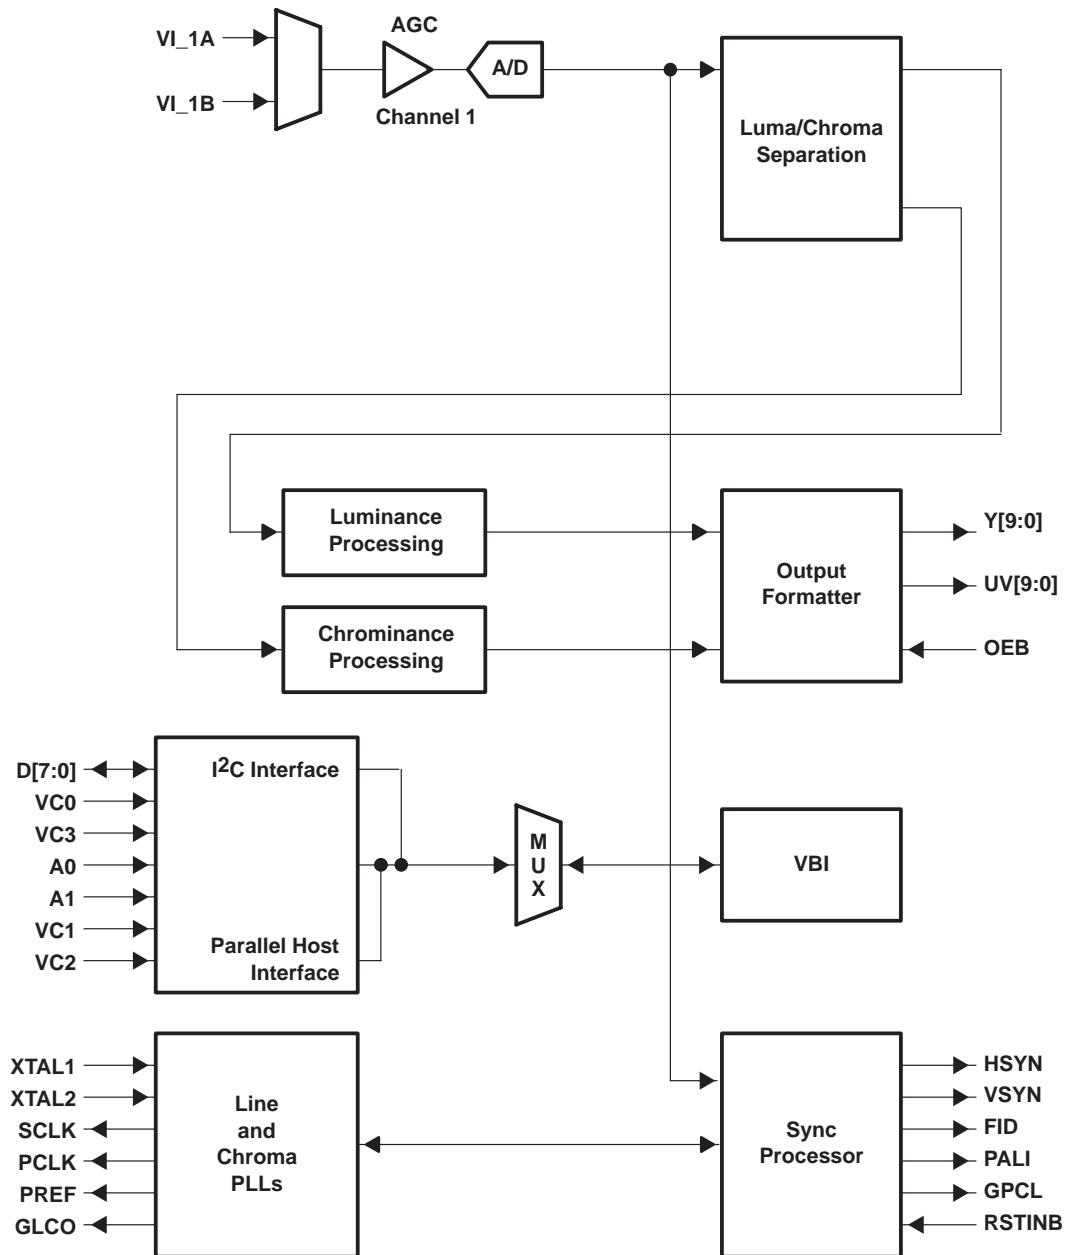 VI_1A
VI_1B
AGC
A/D
Channel 1
Luma/Chroma
Separation
Luminance
Processing
Chrominance
Processing
Output
Formatter
Y[9:0]
UV[9:0]
OEB
D[7:0]
VC0
VC3
A0
A1
VC1
VC2
I2C Interface
Parallel Host
Interface
M
U
X
VBI
XTAL1
XTAL2
SCLK
PCLK
PREF
GLCO
Line
and
Chroma
PLLs
Sync
Processor
HSYN
VSYN
FID
PALI
GPCL
RSTINB